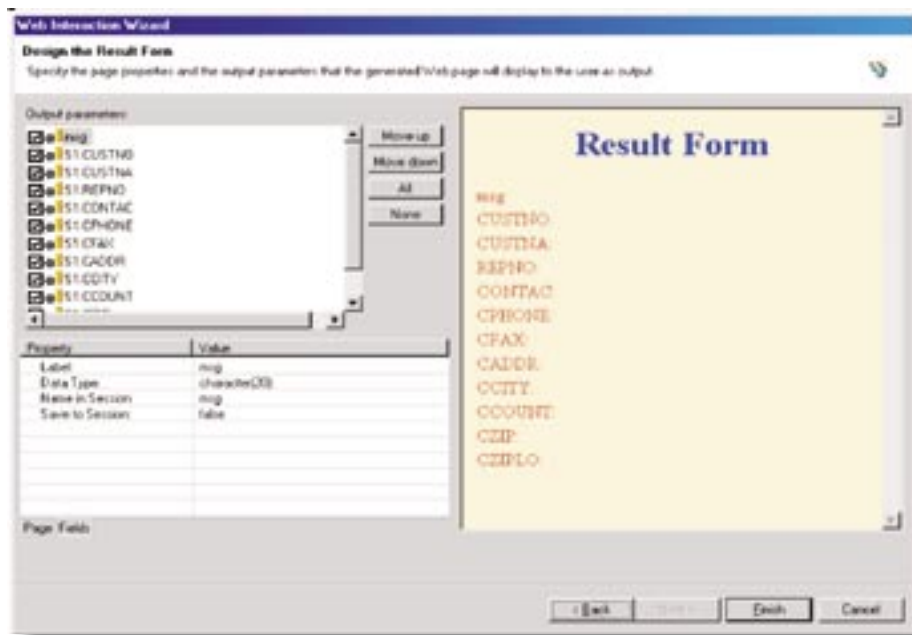 Web Interaction Wizard
Design the Result Form
Specify the page properties and the output parameters that the generated Web page will display to the user as output.
Output parameters:
msg
S1.CUSTNO
S1.CUSTNA
S1.REPNO
S1.CONTAC
S1.CPHONE
S1.CFAX
S1.CADDR
S1.CCITY
S1.CCOUNT
Move up
Move down
All
None
Property Value
Label msg
Data Type character(20)
Name in Session msg
Save to Session false
Page Fields
Result Form
msg
CUSTNO:
CUSTNA:
REPNO:
CONTAC:
CPHONE:
CFAX:
CADDR:
CCITY:
CCOUNT:
CZIP:
CZIPLO:
< Back
Finish
Cancel